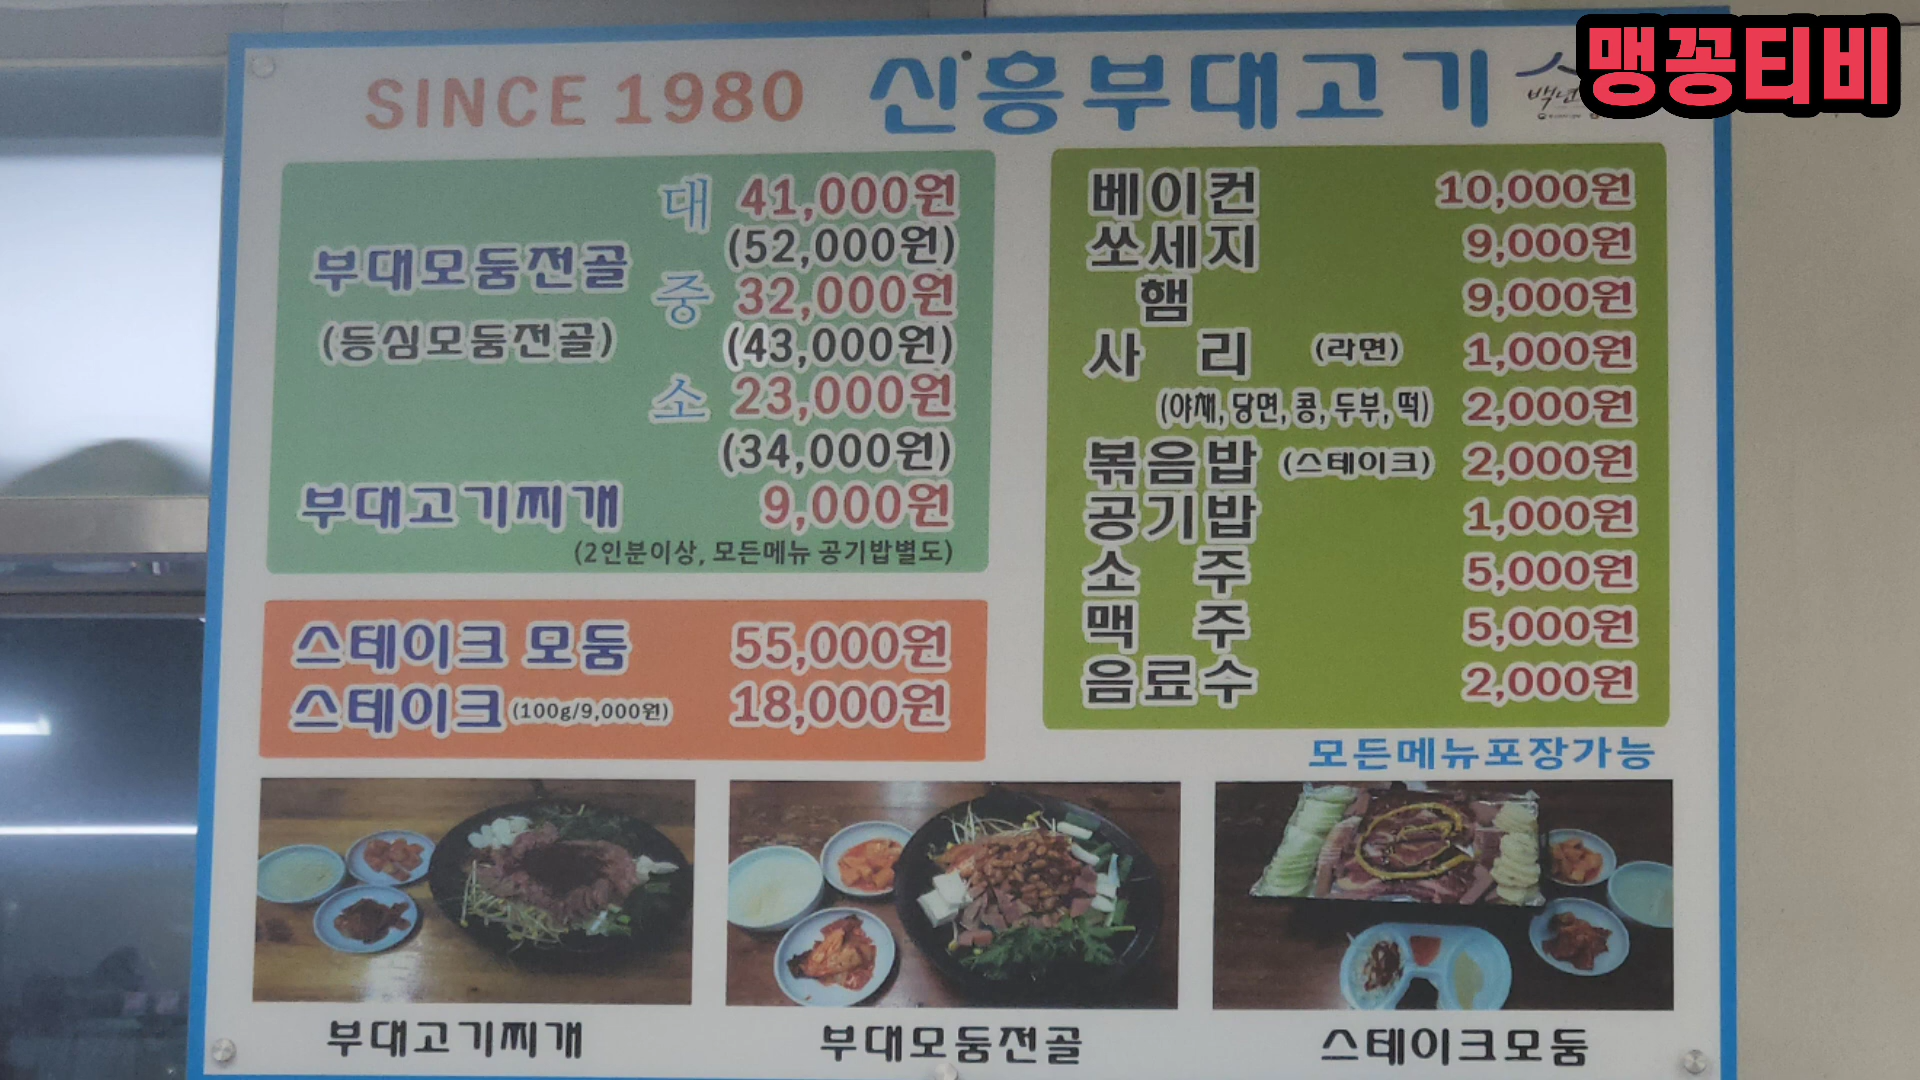 맹꽁티비
SINCE 1980 신흥부대고기
대 41,000원
(52,000원)
부대모둠전골 중 32,000원
(등심모둠전골) (43,000원)
소 23,000원
(34,000원)
부대고기찌개 9,000원
(2인분이상, 모든메뉴 공기밥별도)
스테이크 모둠 55,000원
스테이크 (100g/9,000원) 18,000원
베이컨 10,000원
쏘세지 9,000원
햄 9,000원
사 리 (라면) 1,000원
(야채, 당면, 콩, 두부, 떡) 2,000원
볶음밥 (스테이크) 2,000원
공기밥 1,000원
소 주 5,000원
맥 주 5,000원
음료수 2,000원
모든메뉴포장가능
부대고기찌개
부대모둠전골
스테이크모둠